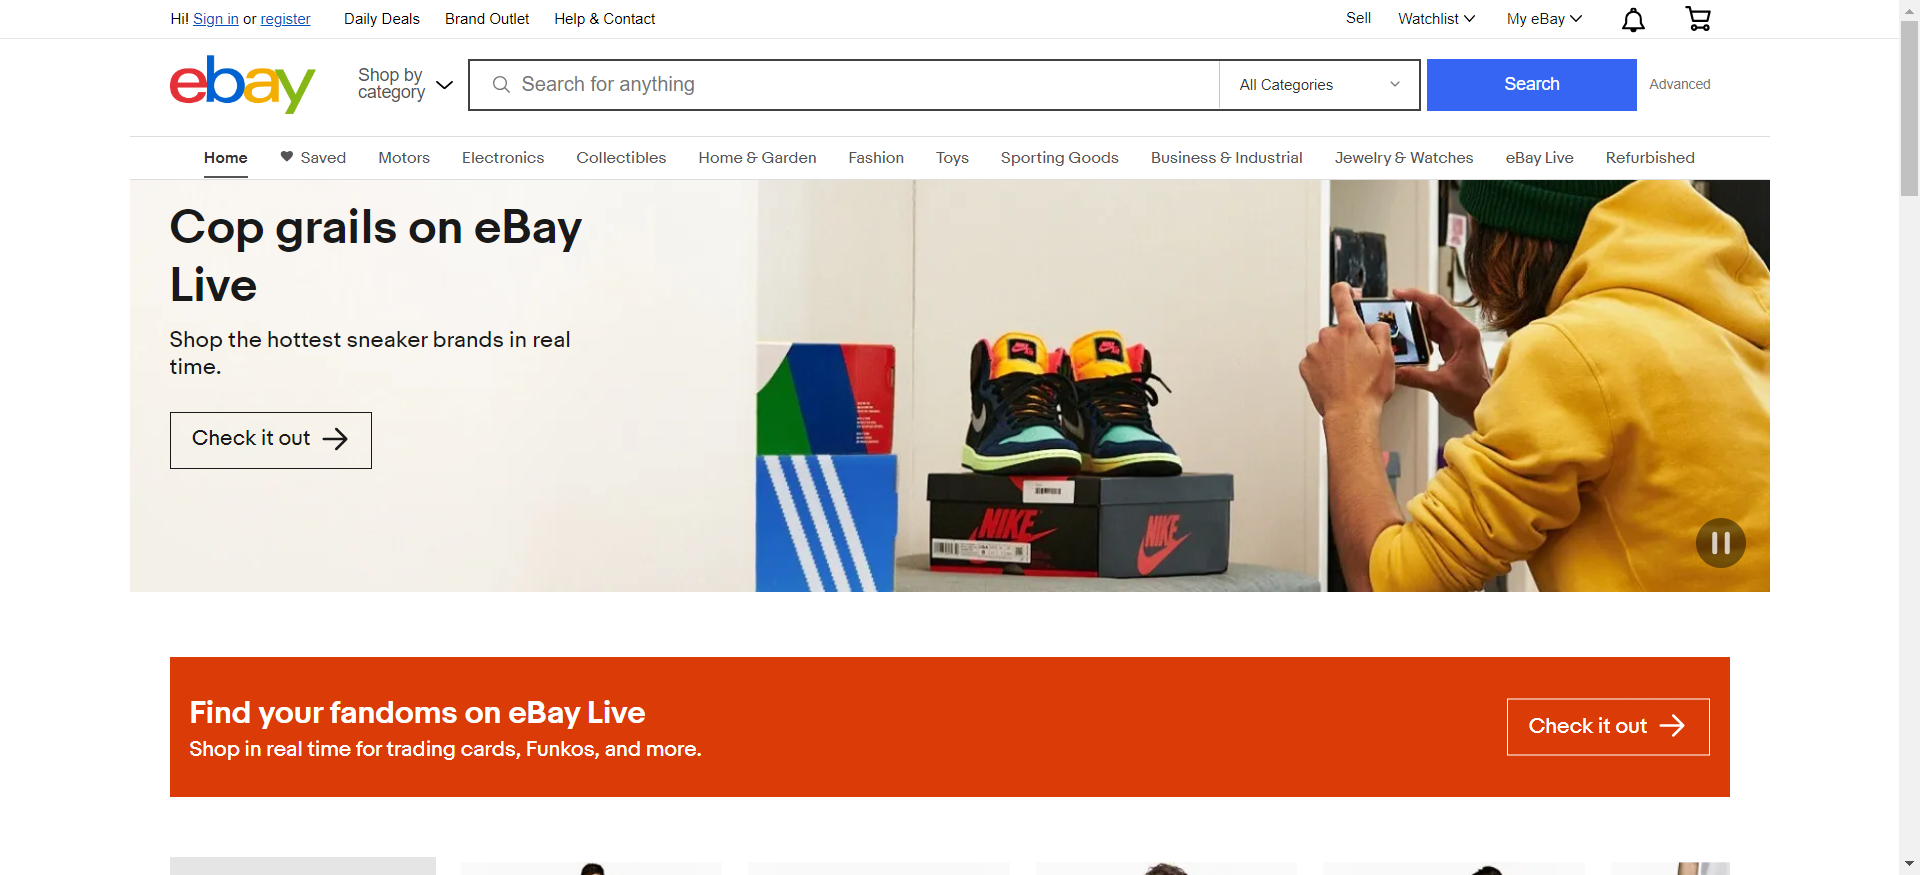 Hi! Sign in or register
Daily Deals
Brand Outlet
Help & Contact
Sell
Watchlist
My eBay
ebay
Shop by
category
Search for anything
All Categories
Search
Advanced
Home
Saved
Motors
Electronics
Collectibles
Home & Garden
Fashion
Toys
Sporting Goods
Business & Industrial
Jewelry & Watches
eBay Live
Refurbished
Cop grails on eBay
Live
Shop the hottest sneaker brands in real
time.
Check it out
NIKE
NIKE
Find your fandoms on eBay Live
Shop in real time for trading cards, Funkos, and more.
Check it out